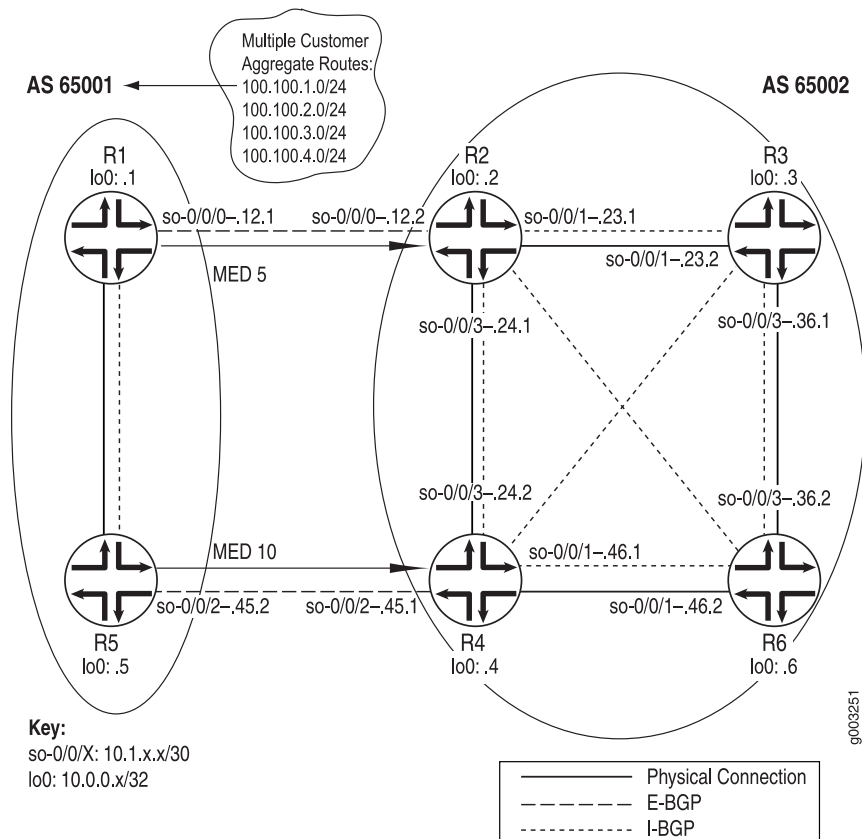 Multiple Customer
Aggregate Routes:
100.100.1.0/24
100.100.2.0/24
100.100.3.0/24
100.100.4.0/24
AS 65001
AS 65002
R1
lo0: .1
R2
lo0: .2
R3
lo0: .3
so-0/0/0–.12.1
so-0/0/0–.12.2
so-0/0/1–.23.1
MED 5
so-0/0/1–.23.2
so-0/0/3–.24.1
so-0/0/3–.36.1
so-0/0/3–.24.2
so-0/0/3–.36.2
MED 10
so-0/0/1–.46.1
so-0/0/2–.45.2
so-0/0/2–.45.1
so-0/0/1–.46.2
R5
lo0: .5
R4
lo0: .4
R6
lo0: .6
Key:
so-0/0/X: 10.1.x.x/30
lo0: 10.0.0.x/32
Physical Connection
E-BGP
I-BGP
g003251